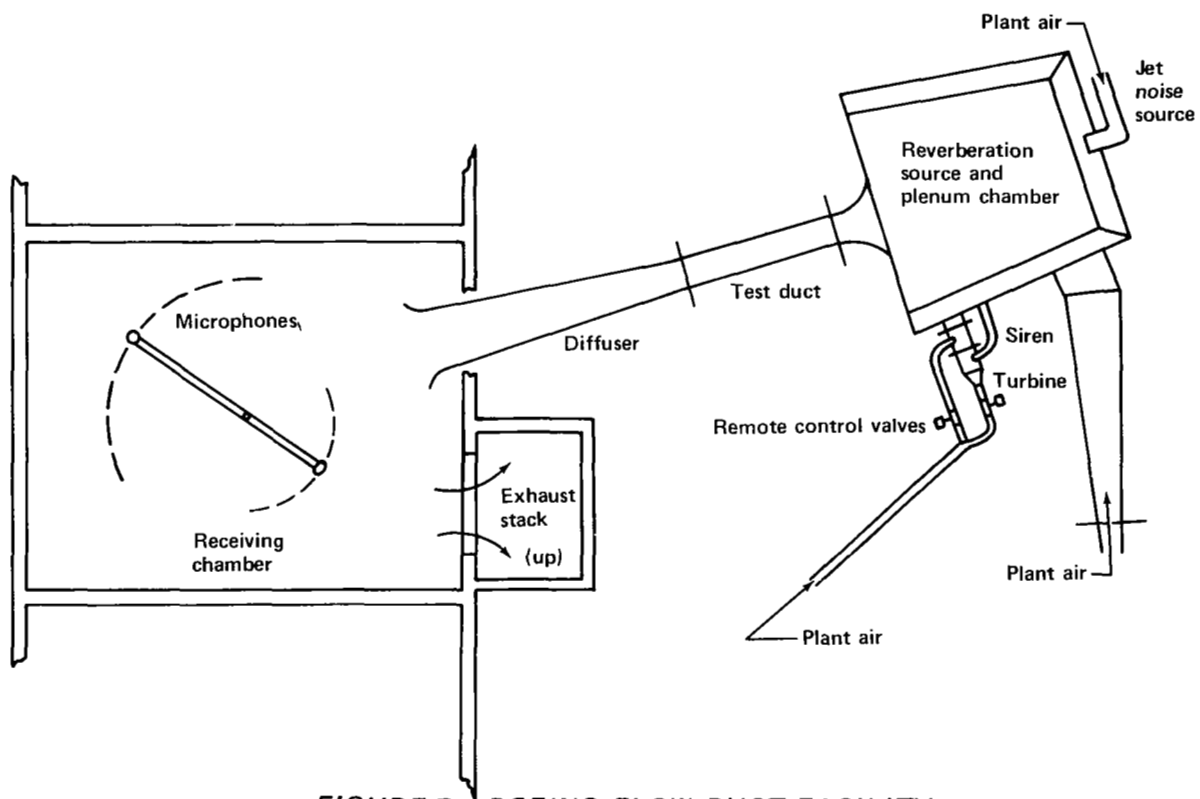 Plant air
Jet
noise
source
Reverberation
source and
plenum chamber
Microphones
Test duct
Diffuser
Siren
Turbine
Remote control valves
Exhaust
stack
(up)
Receiving
chamber
Plant air
Plant air